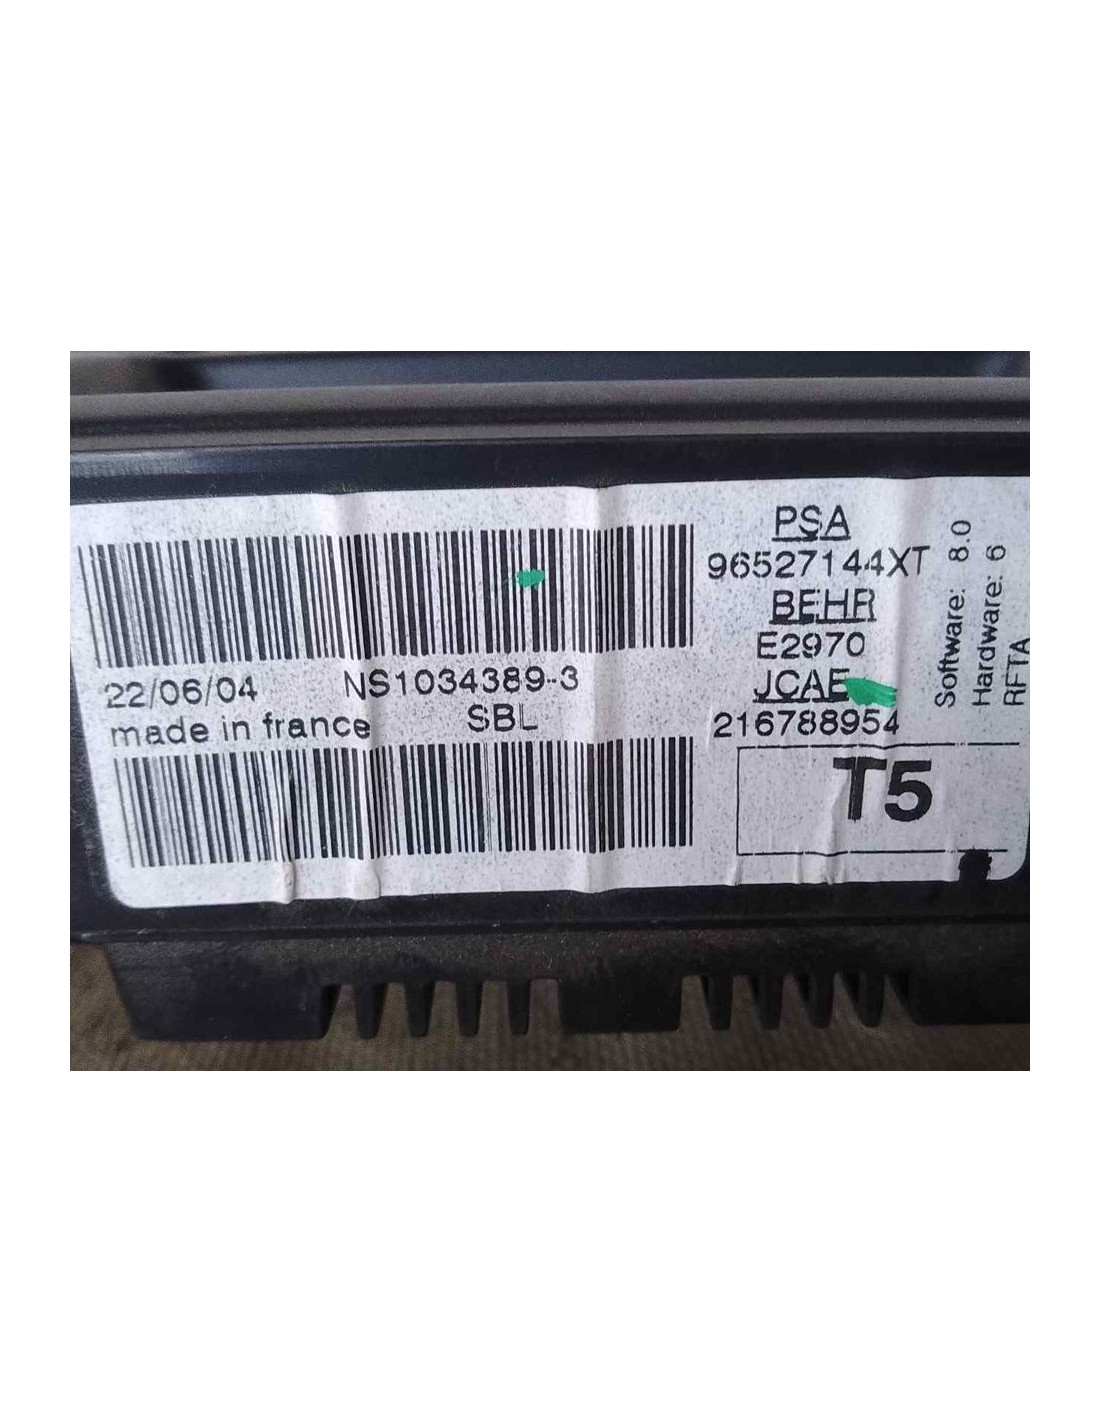 22/06/04 NS1034389-3
made in france SBL
PSA
96527144XT
BEHR
E2970
JCAE
216788954
T5
Software: 8.0
Hardware: 6
RFTA